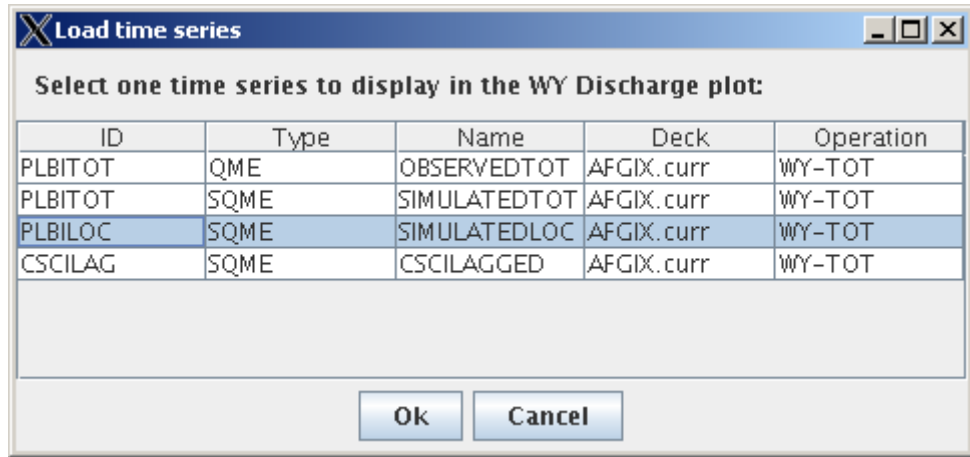 Load time series
Select one time series to display in the WY Discharge plot:
ID Type Name Deck Operation
PLBITOT QME OBSERVEDTOT AFGIX.curr WY-TOT
PLBITOT SQME SIMULATEDTOT AFGIX.curr WY-TOT
PLBILOC SQME SIMULATEDLOC AFGIX.curr WY-TOT
CSCILAG SQME CSCILAGGED AFGIX.curr WY-TOT
Ok Cancel